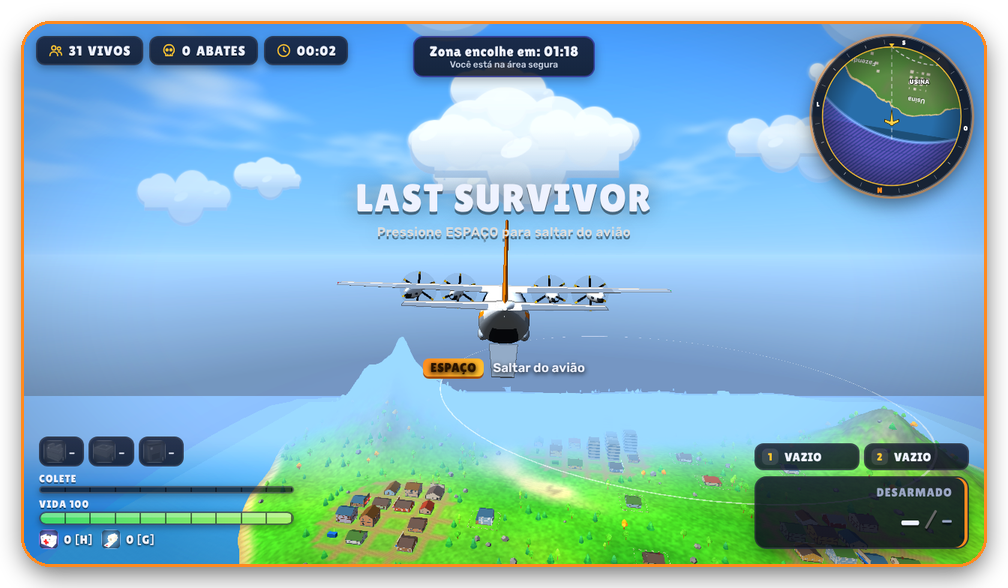 31 VIVOS
0 ABATES
00:02
Zona encolhe em: 01:18
Você está na área segura
S
L
O
N
Fazenda
USINA
Usina
LAST SURVIVOR
Pressione ESPAÇO para saltar do avião
ESPAÇO Saltar do avião
-
-
-
COLETE
VIDA 100
0 [H]
0 [G]
1 VAZIO
2 VAZIO
DESARMADO
– / –